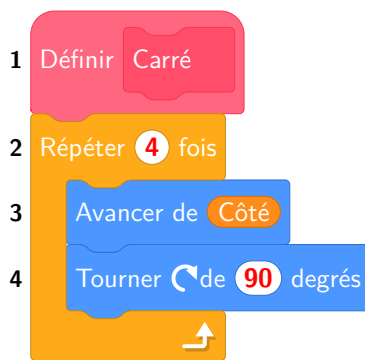 1 Définir Carré
2 Répéter 4 fois
3 Avancer de Côté
4 Tourner de 90 degrés